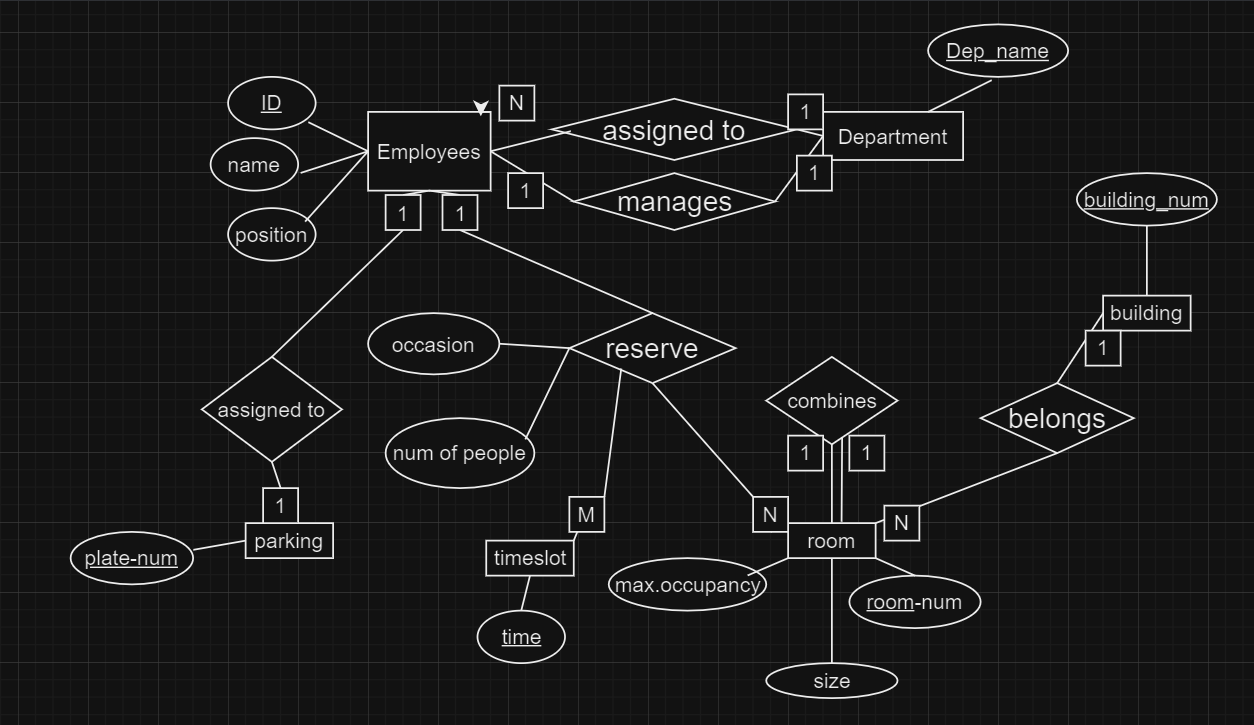 Dep_name
ID
N
1
assigned to
Department
Employees
name
1
1
manages
building_num
1
1
position
building
occasion
reserve
1
combines
assigned to
belongs
num of people
1
1
1
M
N
N
parking
room
plate-num
timeslot
max.occupancy
room-num
time
size